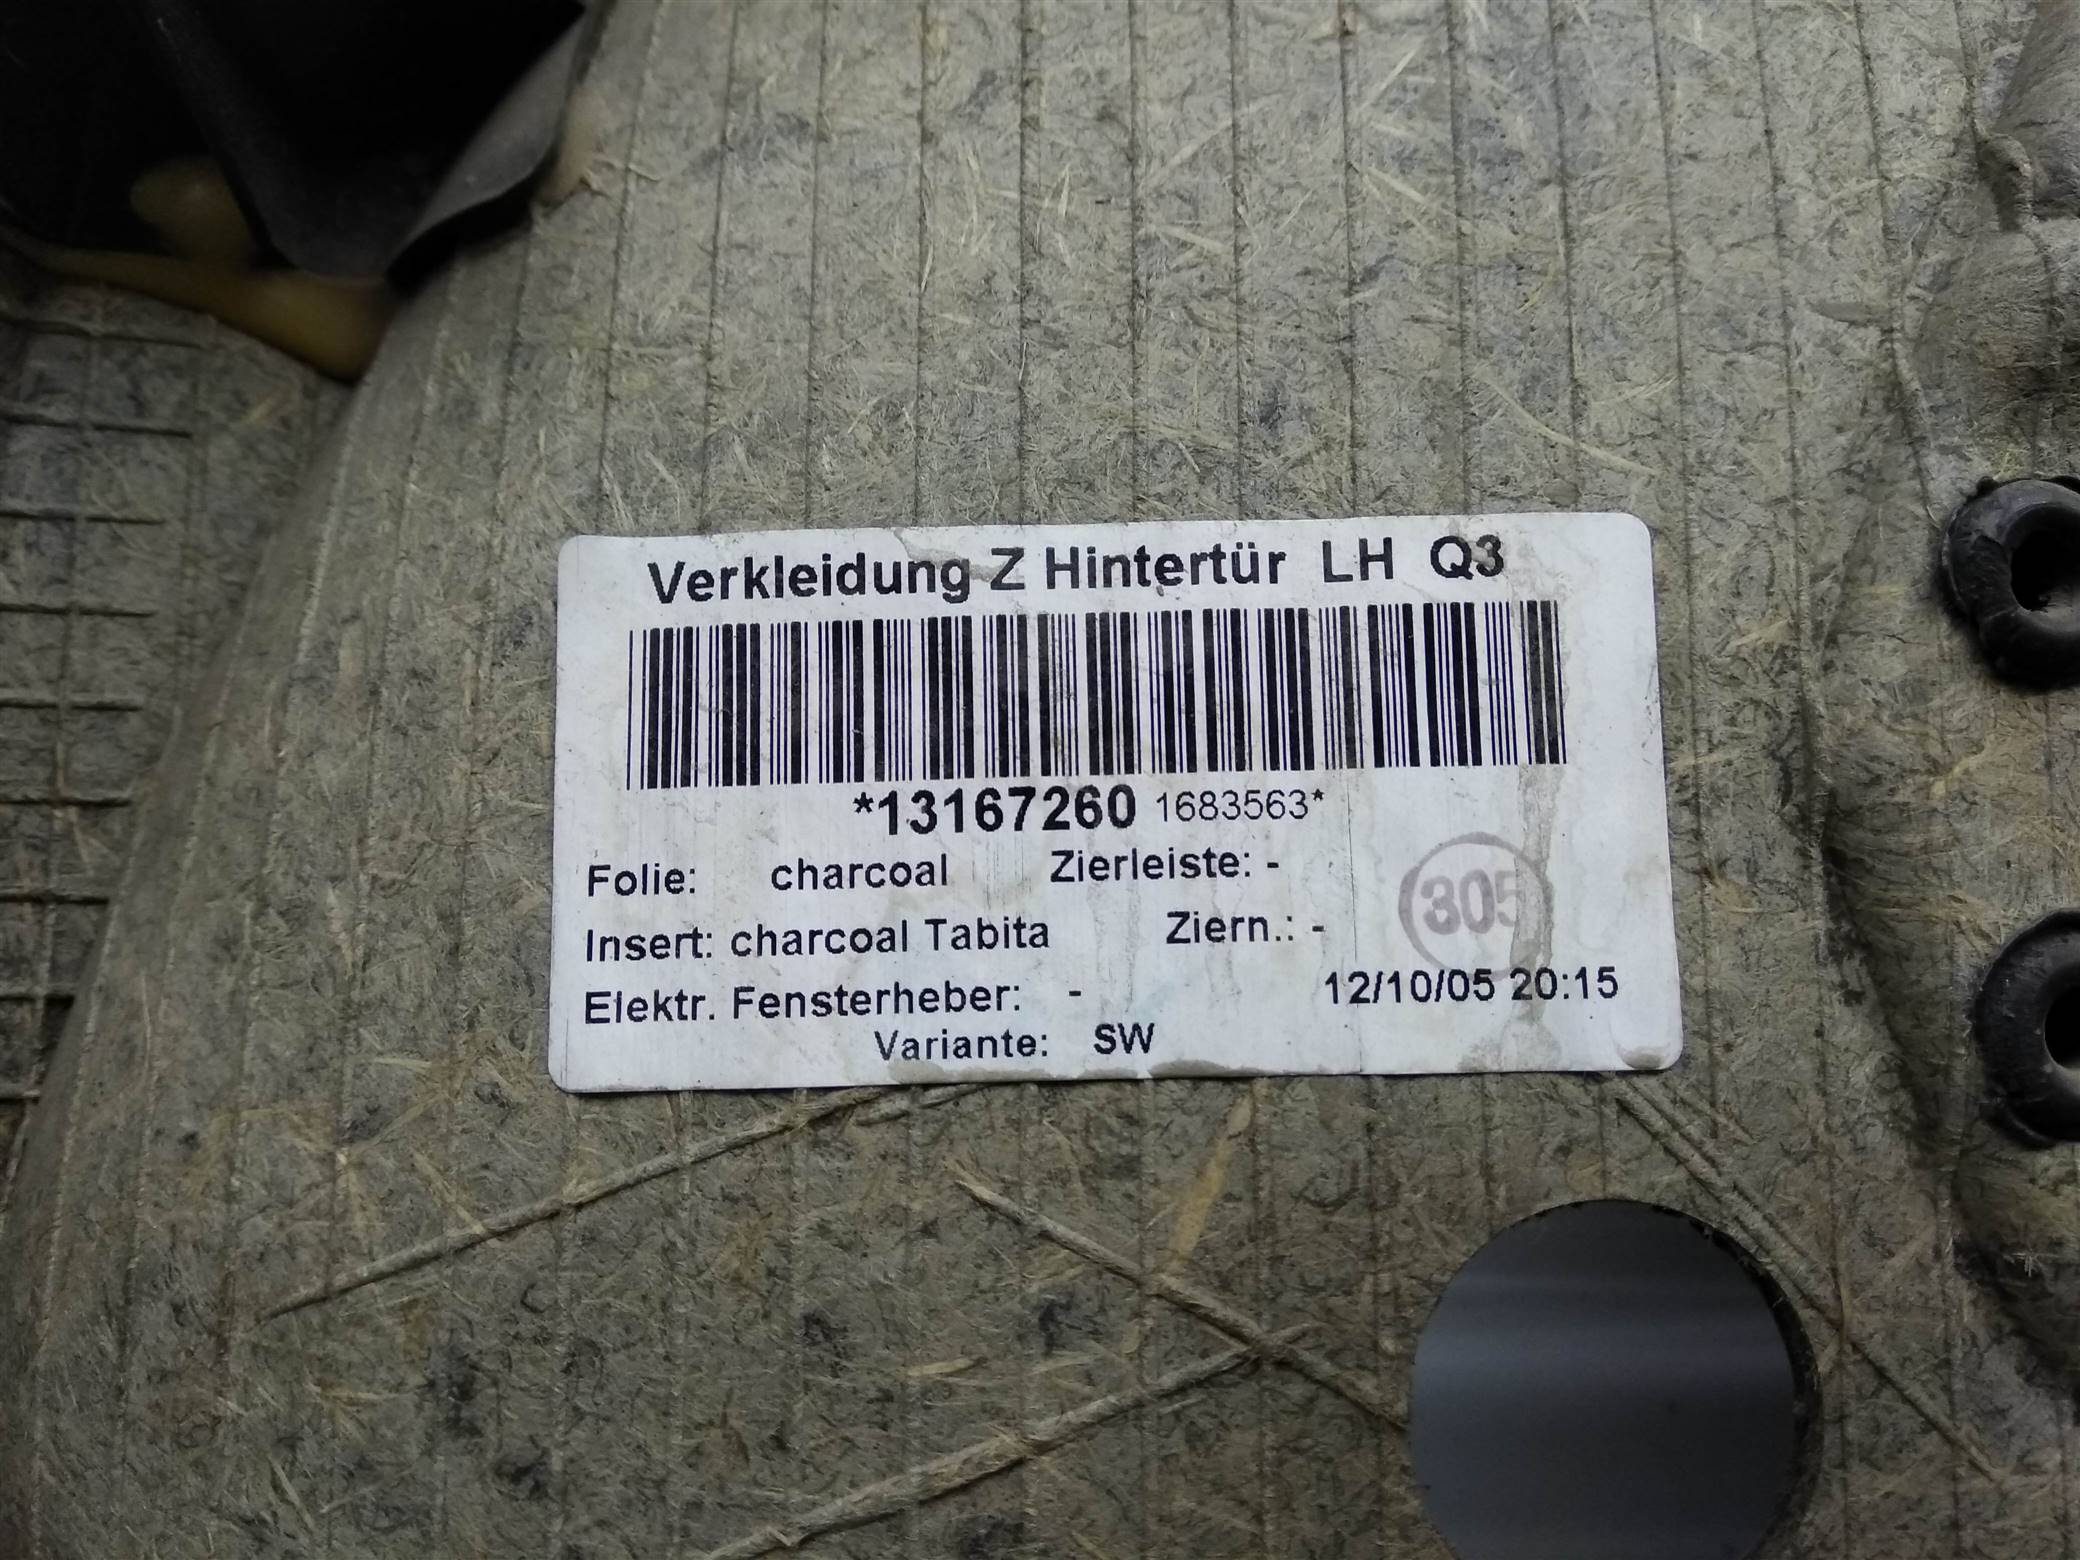 Verkleidung Z Hintertür LH Q3
*13167260 1683563*
Folie: charcoal Zierleiste: -
Insert: charcoal Tabita Ziern.: -
305
Elektr. Fensterheber: - 12/10/05 20:15
Variante: SW